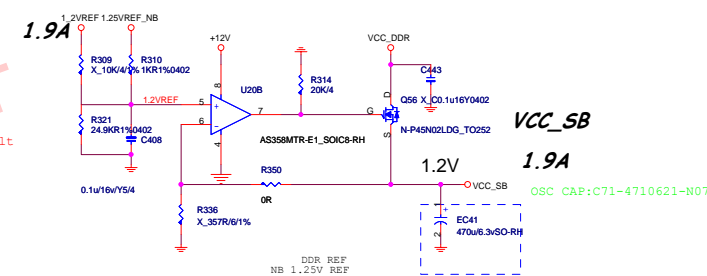 1_2VREF 1.25VREF_NB
1.9A
+12V
VCC_DDR
R309
X_10K/4/1%
R310
1KR1%0402
R314
20K/4
C443
X_C0.1u16Y0402
U20B
8
1.2VREF
5
+
6
-
7
4
AS358MTR-E1_SOIC8-RH
D
G
S
Q56
N-P45N02LDG_TO252
VCC_SB
R321
24.9KR1%0402
C408
0.1u/16v/Y5/4
lt
R350
0R
1.2V
VCC_SB
1.9A
OSC CAP:C71-4710621-N07
R336
X_357R/6/1%
1
+
2
EC41
470u/6.3vSO-RH
DDR REF
NB 1.25V REF